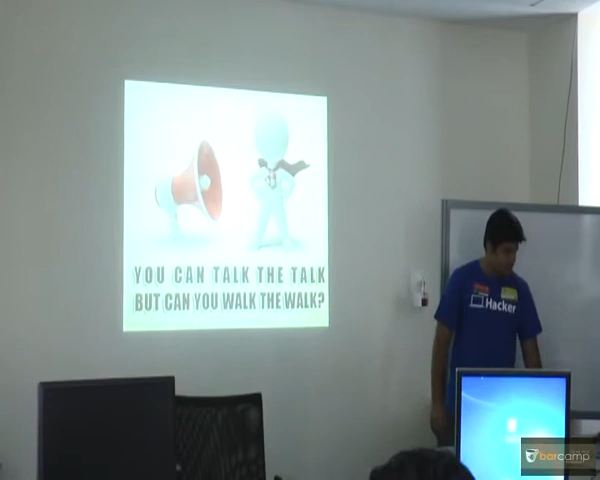 YOU CAN TALK THE TALK
BUT CAN YOU WALK THE WALK?
Hacker
barcamp